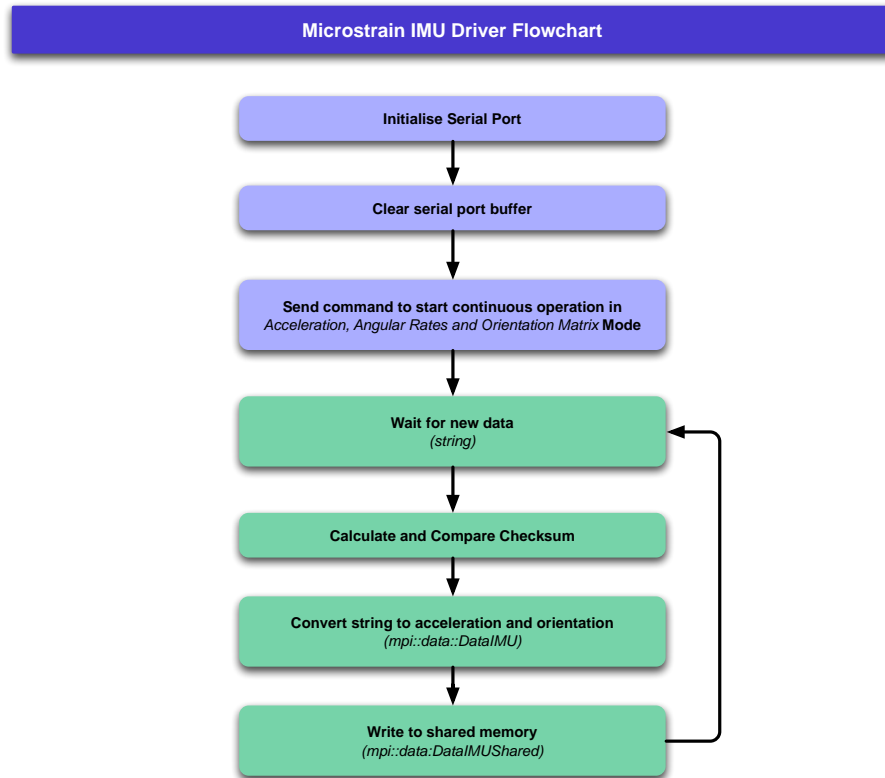 Microstrain IMU Driver Flowchart
Initialise Serial Port
Clear serial port buffer
Send command to start continuous operation in
Acceleration, Angular Rates and Orientation Matrix Mode
Wait for new data
(string)
Calculate and Compare Checksum
Convert string to acceleration and orientation
(mpi::data::DataIMU)
Write to shared memory
(mpi::data:DataIMUShared)